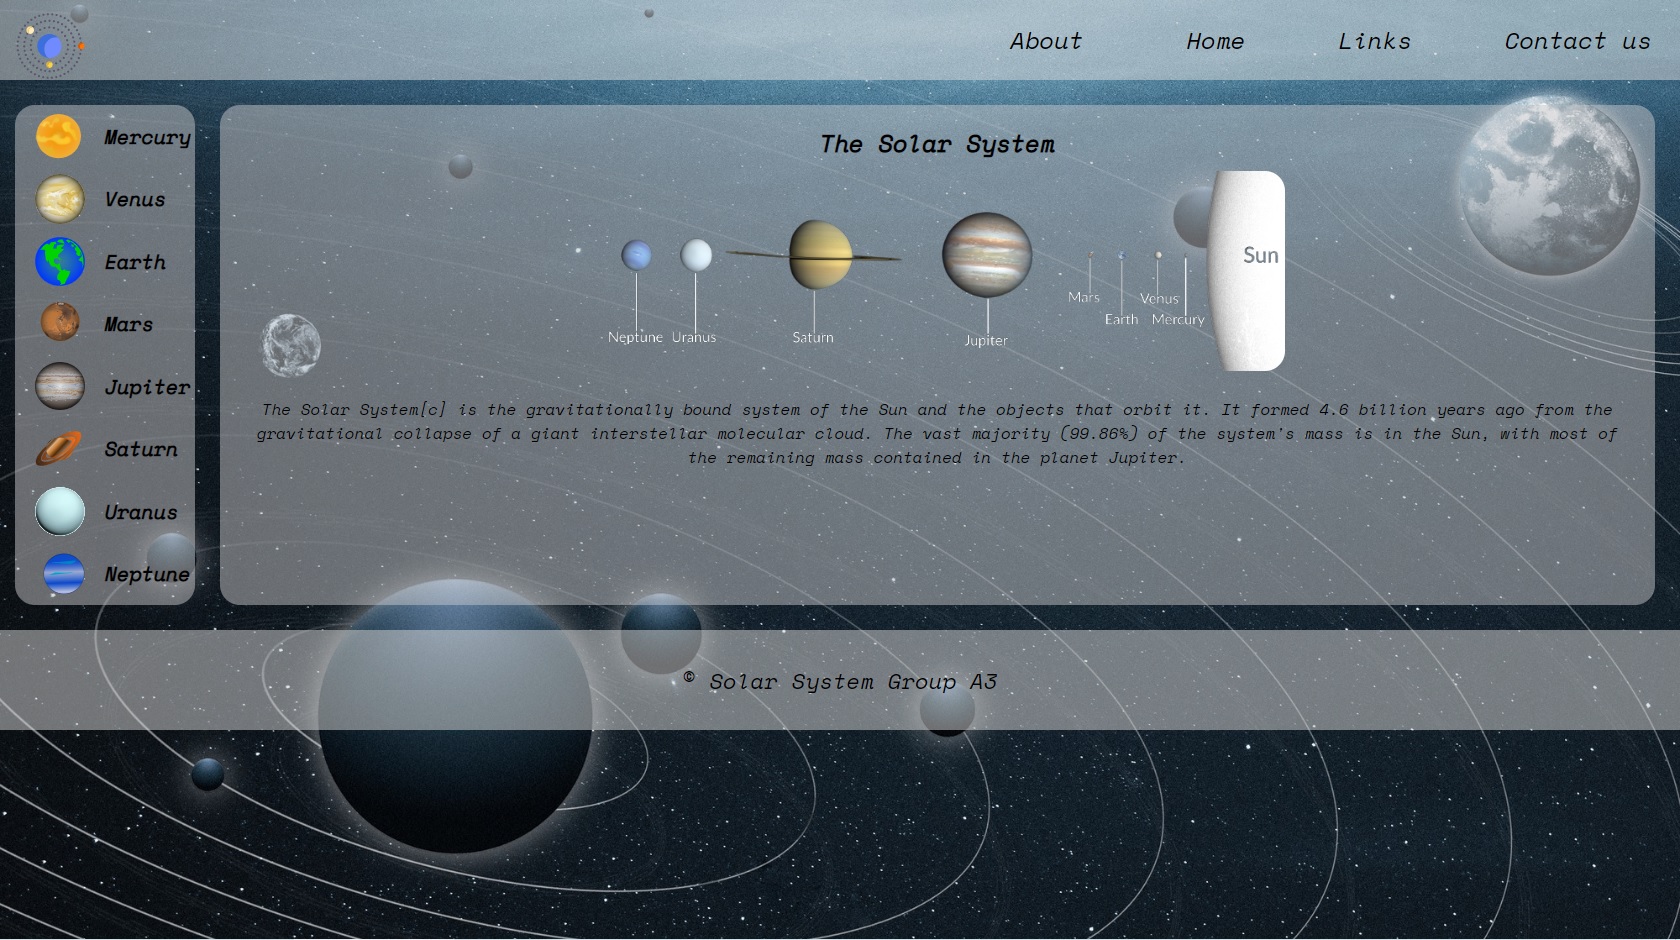 About Home Links Contact us
Mercury
Venus
Earth
Mars
Jupiter
Saturn
Uranus
Neptune
The Solar System
Sun
Mars Venus
Earth Mercury
Neptune Uranus Saturn Jupiter
The Solar System[c] is the gravitationally bound system of the Sun and the objects that orbit it. It formed 4.6 billion years ago from the
gravitational collapse of a giant interstellar molecular cloud. The vast majority (99.86%) of the system's mass is in the Sun, with most of
the remaining mass contained in the planet Jupiter.
© Solar System Group A3